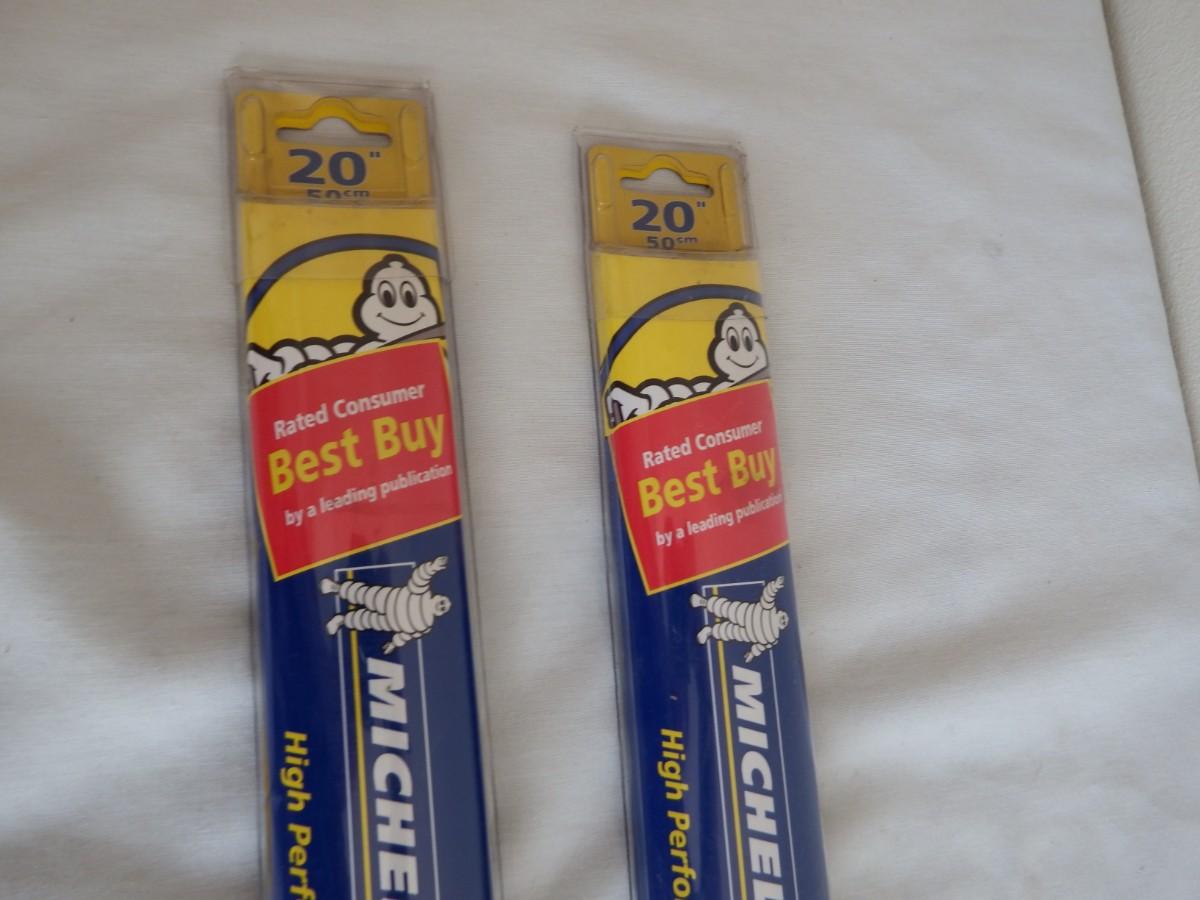 20"
50cm
Rated Consumer
Best Buy
by a leading publication
MICHE
High Perf
20"
50cm
Rated Consumer
Best Buy
by a leading publication
MICHEL
High Perfo